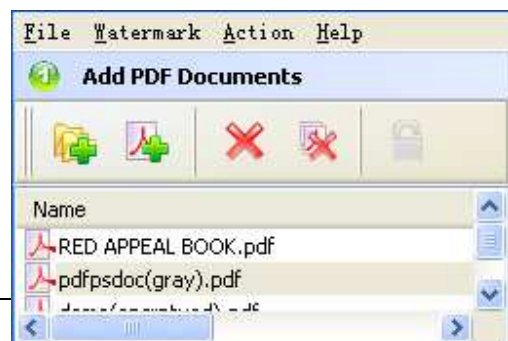 File Watermark Action Help
Add PDF Documents
Name
RED APPEAL BOOK.pdf
pdfpsdoc(gray).pdf